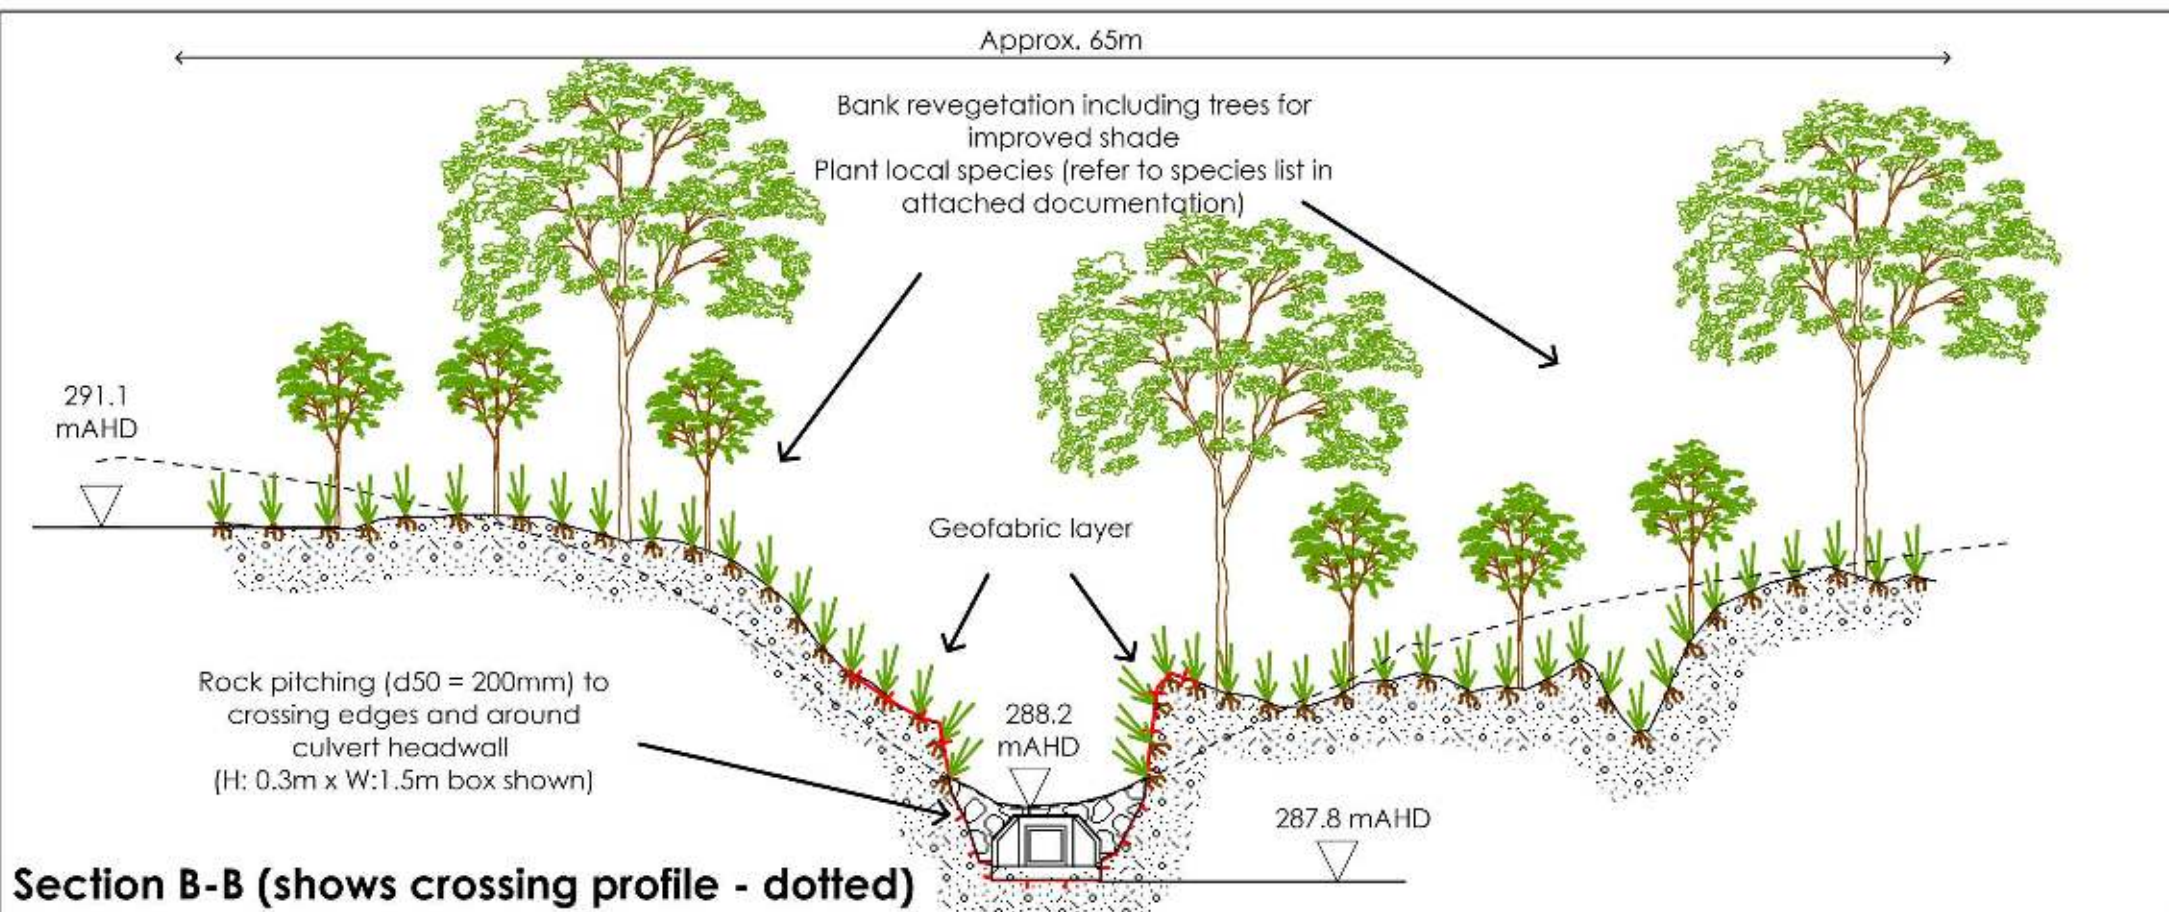 Approx. 65m
Bank revegetation including trees for
improved shade
Plant local species (refer to species list in
attached documentation)
291.1
mAHD
Geofabric layer
Rock pitching (d50 = 200mm) to
crossing edges and around
culvert headwall
(H: 0.3m x W:1.5m box shown)
288.2
mAHD
287.8 mAHD
Section B-B (shows crossing profile - dotted)